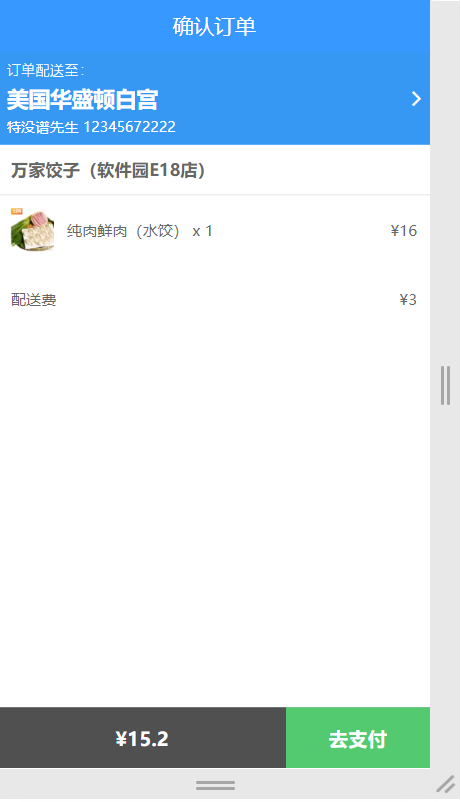 确认订单
订单配送至：
美国华盛顿白宫
特没谱先生 12345672222
万家饺子（软件园E18店）
纯肉鲜肉（水饺） x 1 ¥16
配送费 ¥3
¥15.2 去支付